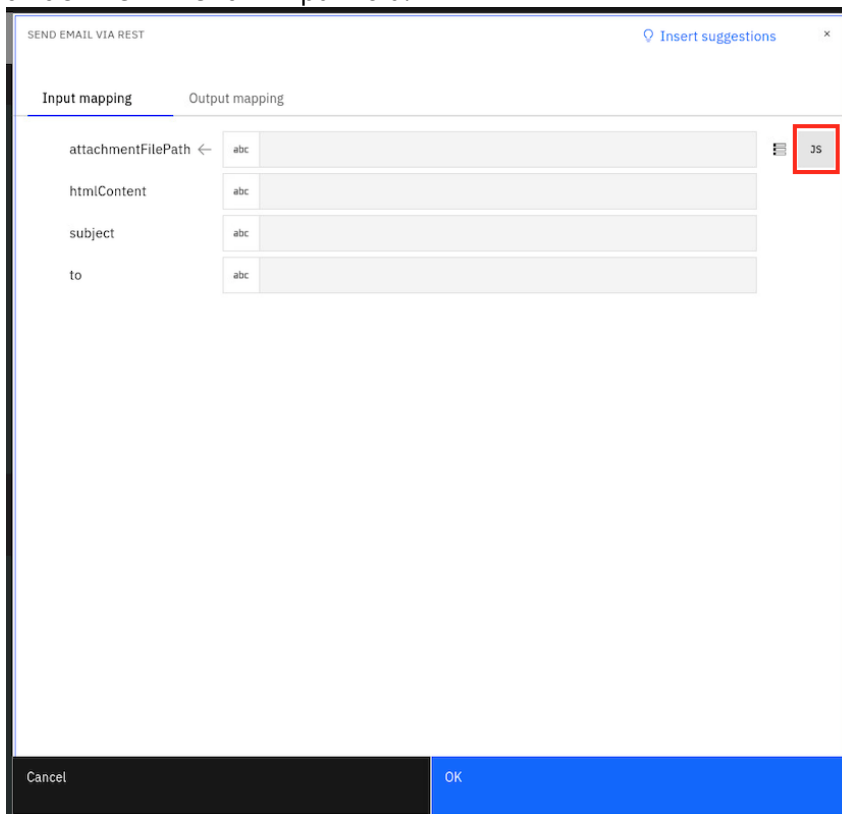 SEND EMAIL VIA REST
Insert suggestions
×
Input mapping
Output mapping
attachmentFilePath ← abc
JS
htmlContent abc
subject abc
to abc
Cancel
OK